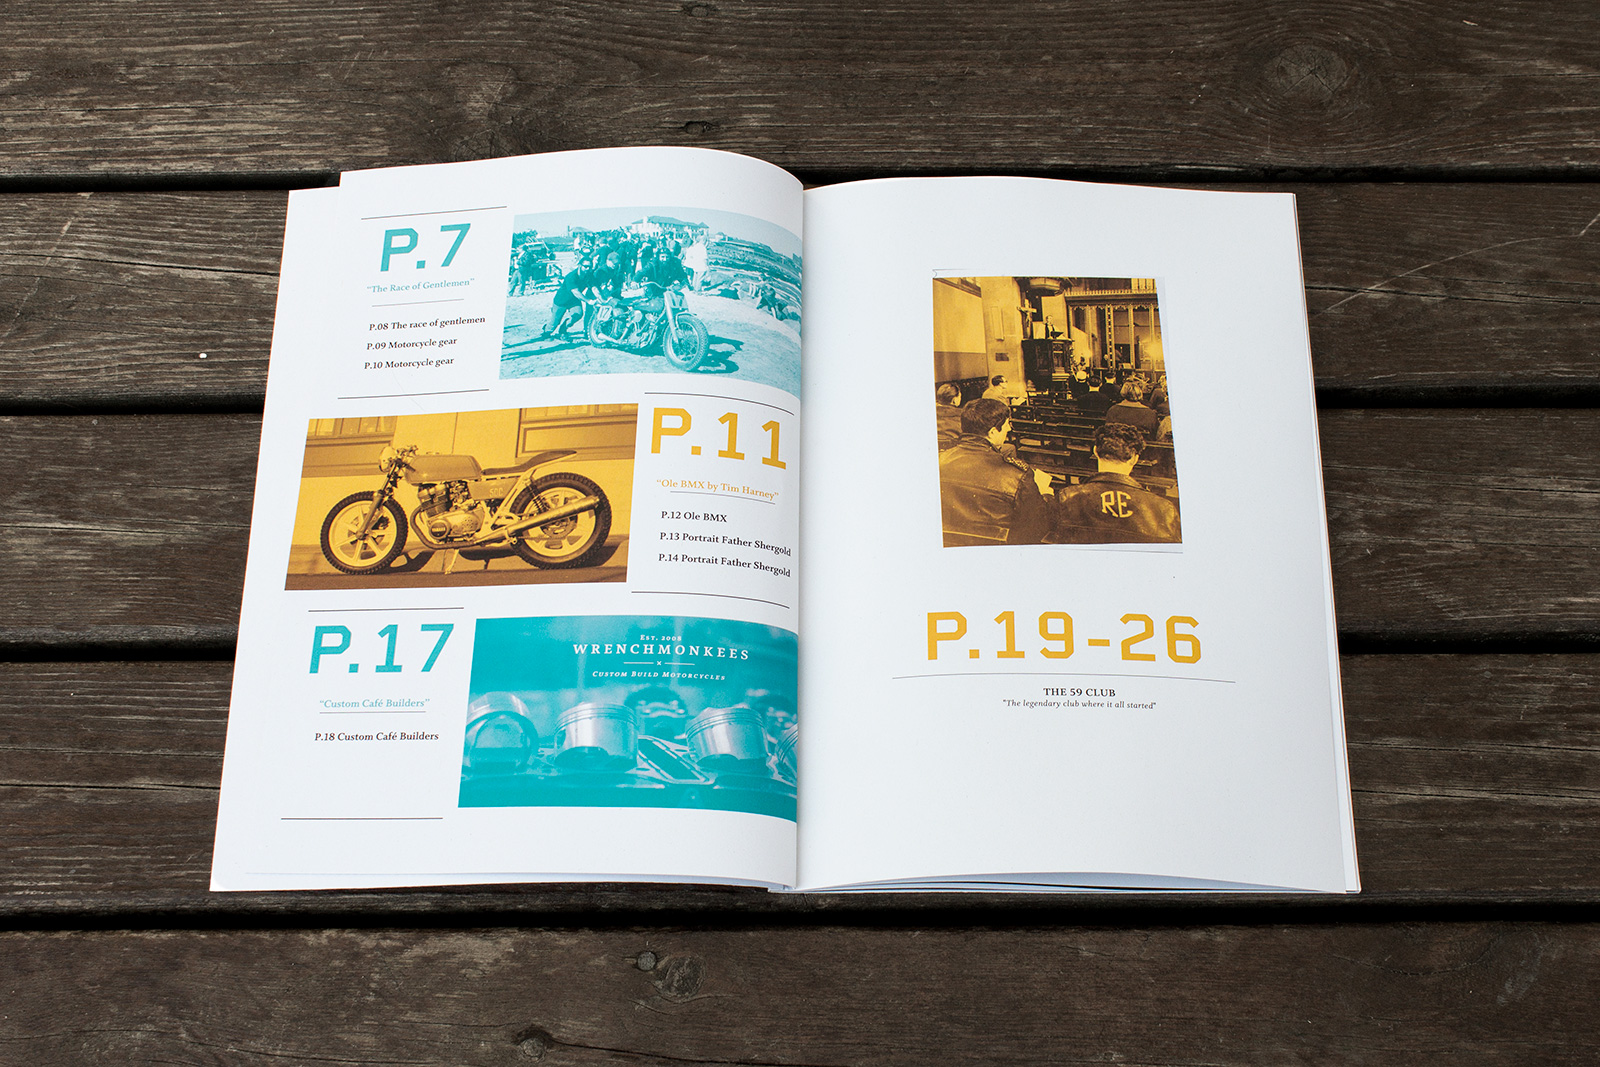 P.7
“The Race of Gentlemen”
P.08 The race of gentlemen
P.09 Motorcycle gear
P.10 Motorcycle gear
P.11
“Ole BMX by Tim Harney”
P.12 Ole BMX
P.13 Portrait Father Shergold
P.14 Portrait Father Shergold
P.17
“Custom Café Builders”
P.18 Custom Café Builders
EST. 2008
WRENCHMONKEES
CUSTOM BUILD MOTORCYCLES
RE
P.19-26
THE 59 CLUB
"The legendary club where it all started"